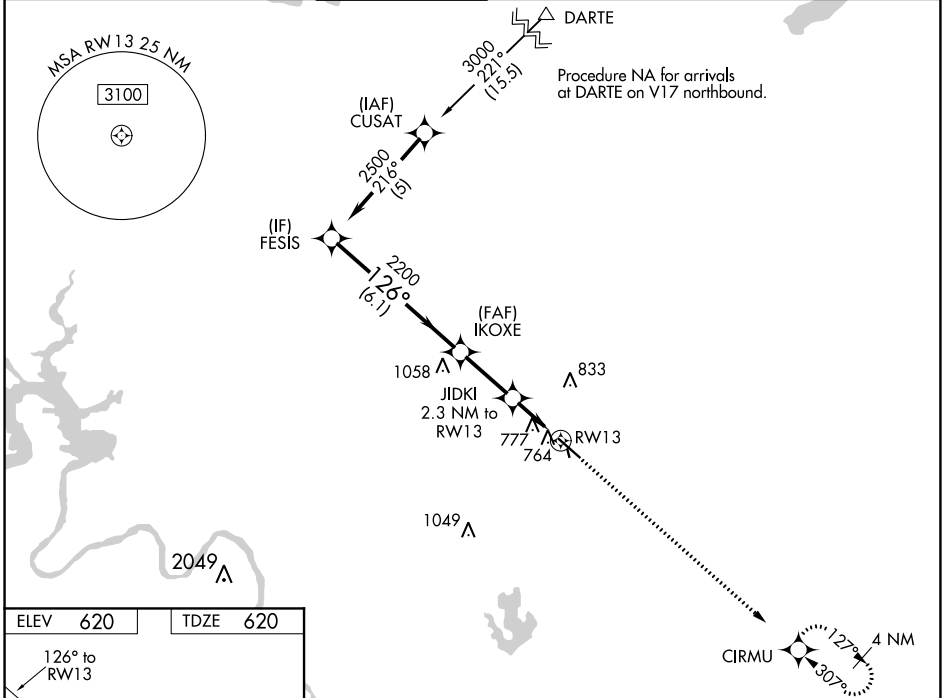 MSA RW13 25 NM
3100
DARTE
3000
221°
(15.5)
Procedure NA for arrivals
at DARTE on V17 northbound.
(IAF)
CUSAT
2500
216°
(5)
(IF)
FESIS
2200
126°
(6.1)
(FAF)
IKOXE
1058
833
JIDKI
2.3 NM to
RW13
777
764
RW13
1049
2049
ELEV 620
TDZE 620
126° to
RW13
CIRMU
127°
4 NM
307°